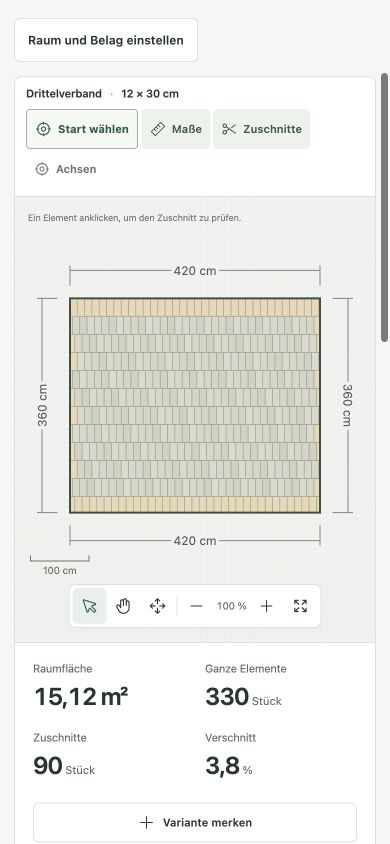 Raum und Belag einstellen
Drittelverband · 12 × 30 cm
Start wählen
Maße
Zuschnitte
Achsen
Ein Element anklicken, um den Zuschnitt zu prüfen.
420 cm
360 cm
360 cm
420 cm
100 cm
100 %
Raumfläche
Ganze Elemente
15,12 m²
330 Stück
Zuschnitte
Verschnitt
90 Stück
3,8 %
Variante merken